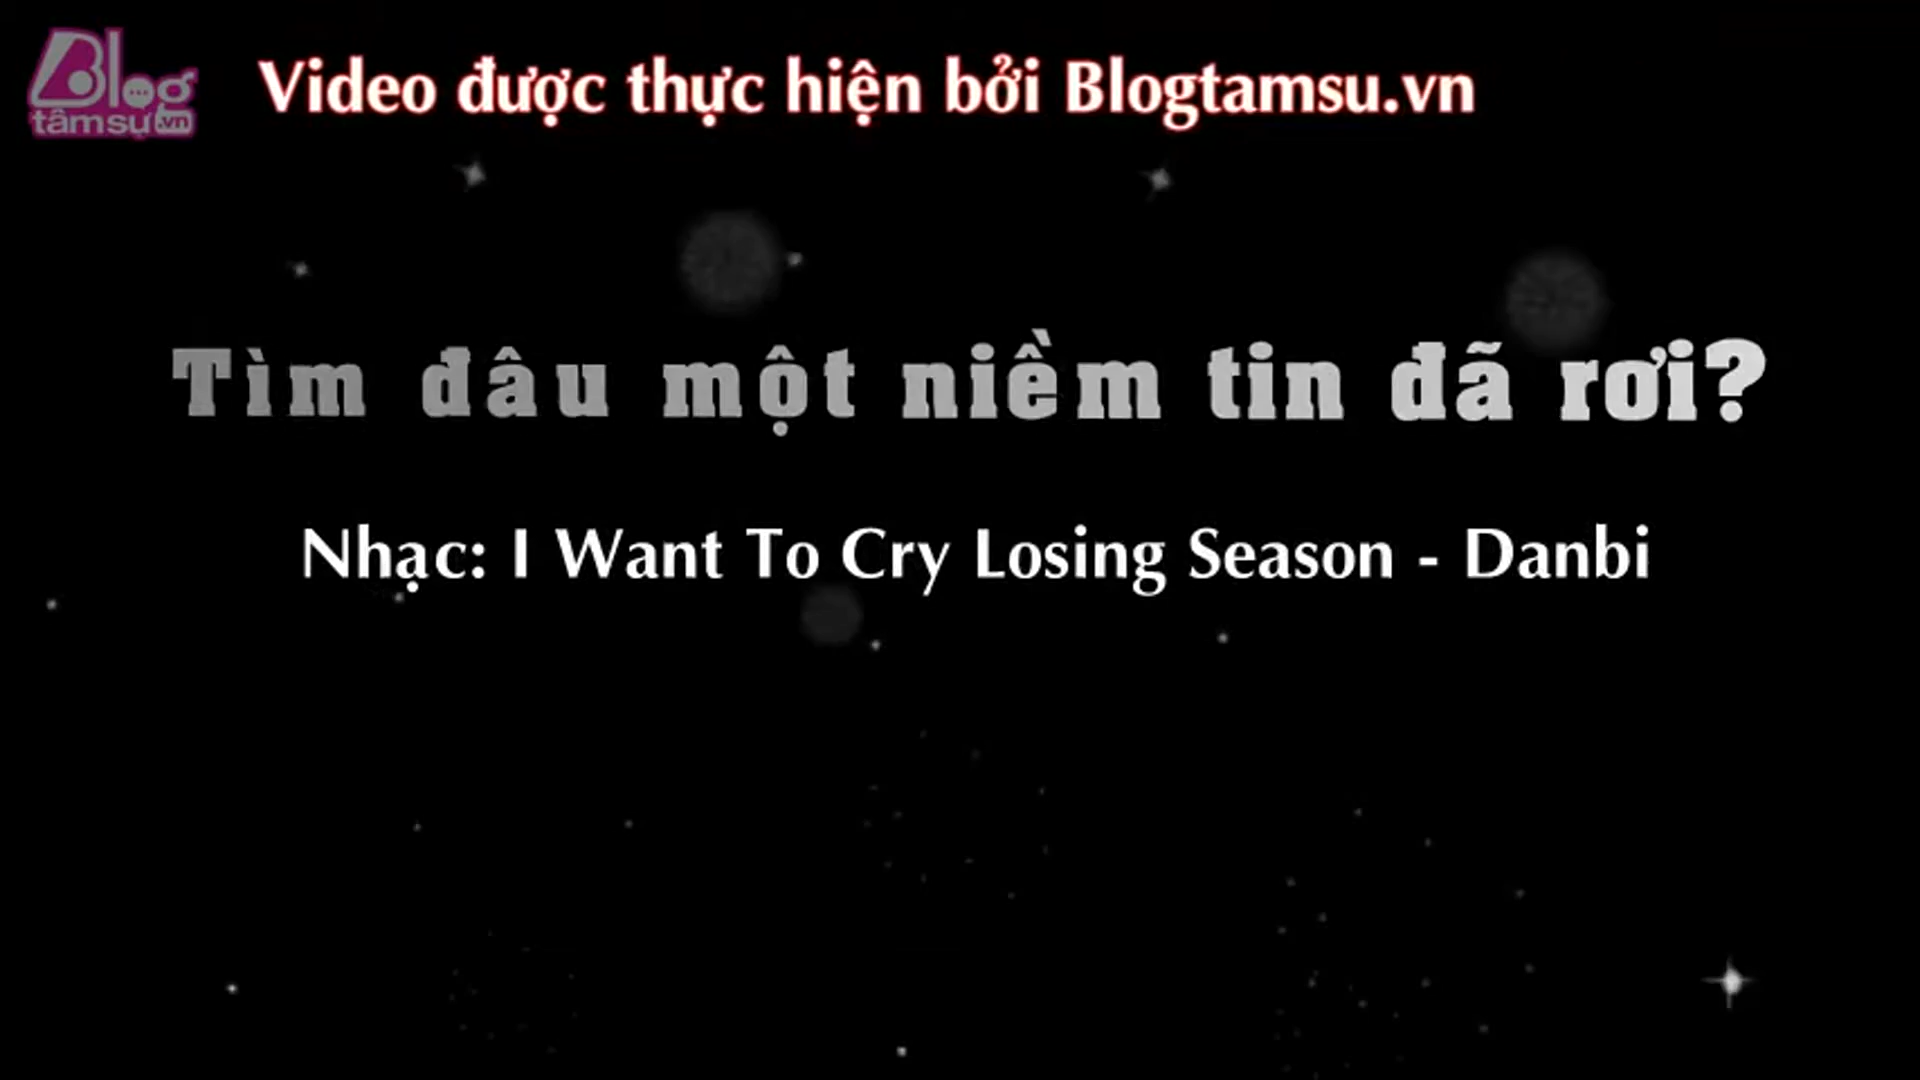 Blog
tâmsự.vn
Video được thực hiện bởi Blogtamsu.vn
Tìm đâu một niềm tin đã rơi?
Nhạc: I Want To Cry Losing Season - Danbi